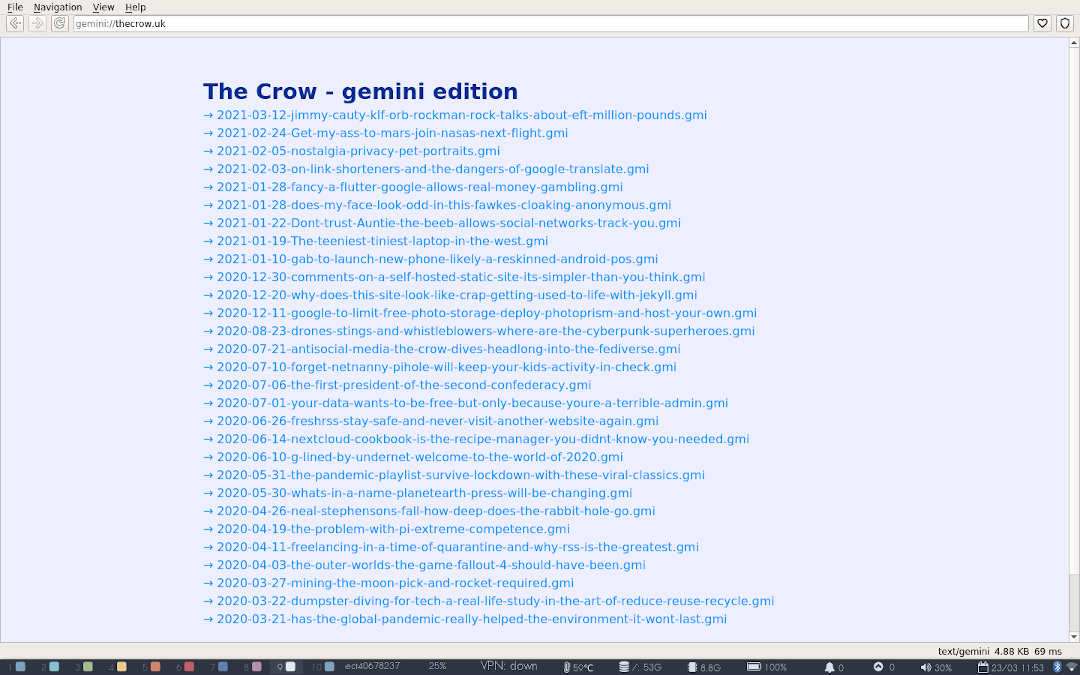 File Navigation View Help
gemini://thecrow.uk
The Crow - gemini edition
→ 2021-03-12-jimmy-cauty-klf-orb-rockman-rock-talks-about-eft-million-pounds.gmi
→ 2021-02-24-Get-my-ass-to-mars-join-nasas-next-flight.gmi
→ 2021-02-05-nostalgia-privacy-pet-portraits.gmi
→ 2021-02-03-on-link-shorteners-and-the-dangers-of-google-translate.gmi
→ 2021-01-28-fancy-a-flutter-google-allows-real-money-gambling.gmi
→ 2021-01-28-does-my-face-look-odd-in-this-fawkes-cloaking-anonymous.gmi
→ 2021-01-22-Dont-trust-Auntie-the-beeb-allows-social-networks-track-you.gmi
→ 2021-01-19-The-teeniest-tiniest-laptop-in-the-west.gmi
→ 2021-01-10-gab-to-launch-new-phone-likely-a-reskinned-android-pos.gmi
→ 2020-12-30-comments-on-a-self-hosted-static-site-its-simpler-than-you-think.gmi
→ 2020-12-20-why-does-this-site-look-like-crap-getting-used-to-life-with-jekyll.gmi
→ 2020-12-11-google-to-limit-free-photo-storage-deploy-photoprism-and-host-your-own.gmi
→ 2020-08-23-drones-stings-and-whistleblowers-where-are-the-cyberpunk-superheroes.gmi
→ 2020-07-21-antisocial-media-the-crow-dives-headlong-into-the-fediverse.gmi
→ 2020-07-10-forget-netnanny-pihole-will-keep-your-kids-activity-in-check.gmi
→ 2020-07-06-the-first-president-of-the-second-confederacy.gmi
→ 2020-07-01-your-data-wants-to-be-free-but-only-because-youre-a-terrible-admin.gmi
→ 2020-06-26-freshrss-stay-safe-and-never-visit-another-website-again.gmi
→ 2020-06-14-nextcloud-cookbook-is-the-recipe-manager-you-didnt-know-you-needed.gmi
→ 2020-06-10-g-lined-by-undernet-welcome-to-the-world-of-2020.gmi
→ 2020-05-31-the-pandemic-playlist-survive-lockdown-with-these-viral-classics.gmi
→ 2020-05-30-whats-in-a-name-planetearth-press-will-be-changing.gmi
→ 2020-04-26-neal-stephensons-fall-how-deep-does-the-rabbit-hole-go.gmi
→ 2020-04-19-the-problem-with-pi-extreme-competence.gmi
→ 2020-04-11-freelancing-in-a-time-of-quarantine-and-why-rss-is-the-greatest.gmi
→ 2020-04-03-the-outer-worlds-the-game-fallout-4-should-have-been.gmi
→ 2020-03-27-mining-the-moon-pick-and-rocket-required.gmi
→ 2020-03-22-dumpster-diving-for-tech-a-real-life-study-in-the-art-of-reduce-reuse-recycle.gmi
→ 2020-03-21-has-the-global-pandemic-really-helped-the-environment-it-wont-last.gmi
text/gemini 4.88 KB 69 ms
1 2 3 4 5 6 7 8 9 10 eci40678237 25% VPN: down 50°C /: 53G 8.8G 100% 0 0 30% 23/03 11:53